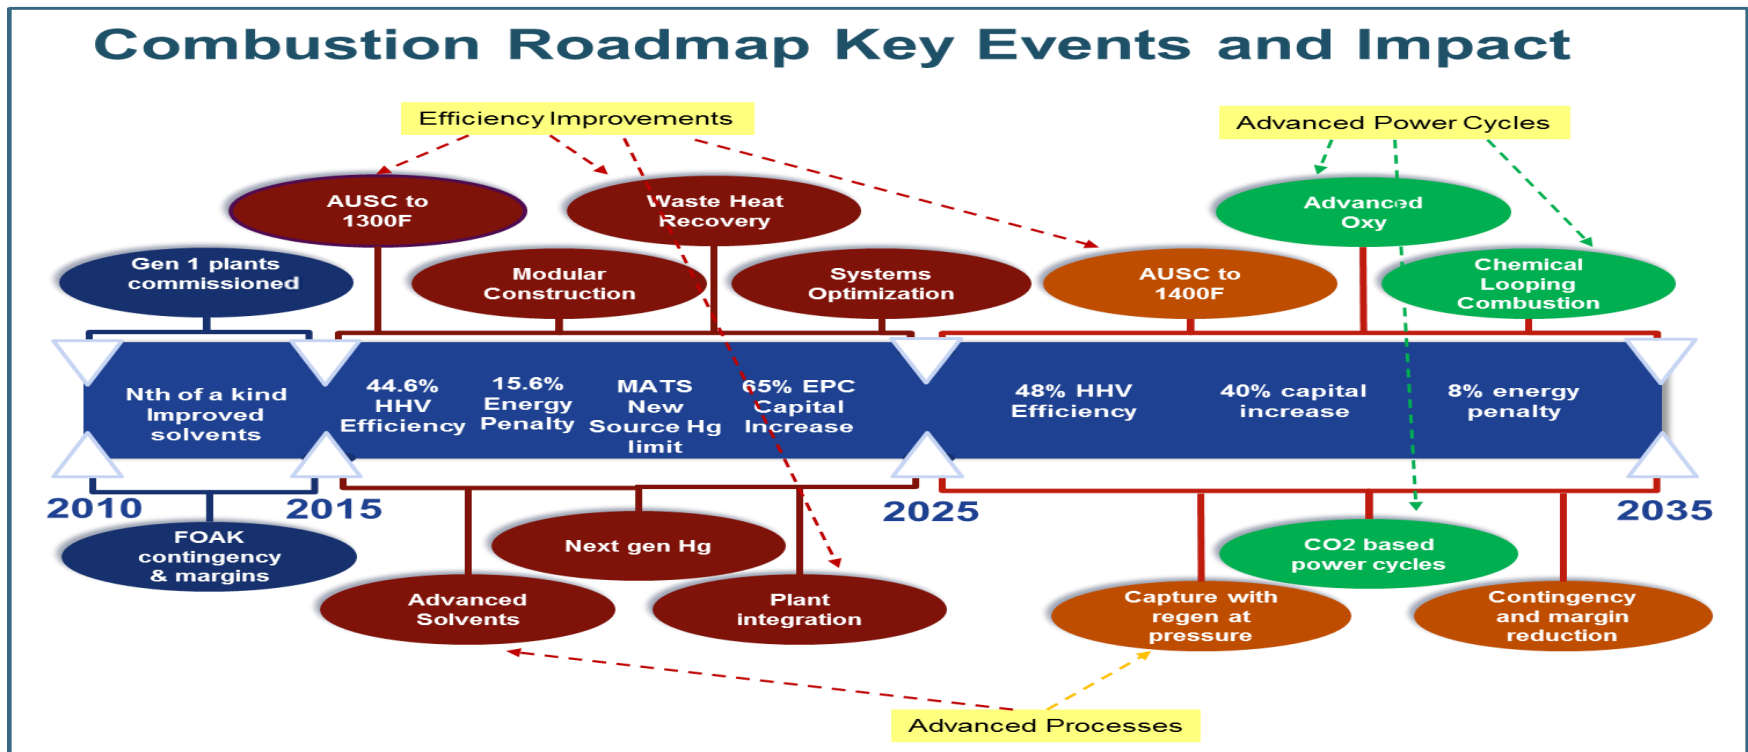 Combustion Roadmap Key Events and Impact
Efficiency Improvements
Advanced Power Cycles
AUSC to
1300F
Waste Heat
Recovery
Advanced
Oxy
Gen 1 plants
commissioned
Modular
Construction
Systems
Optimization
AUSC to
1400F
Chemical
Looping
Combustion
Nth of a kind
Improved
solvents
44.6%
HHV
Efficiency
15.6%
Energy
Penalty
MATS
New
Source Hg
limit
65% EPC
Capital
Increase
48% HHV
Efficiency
40% capital
increase
8% energy
penalty
2010
2015
2025
2035
FOAK
contingency
& margins
Next gen Hg
CO2 based
power cycles
Advanced
Solvents
Plant
integration
Capture with
regen at
pressure
Contingency
and margin
reduction
Advanced Processes